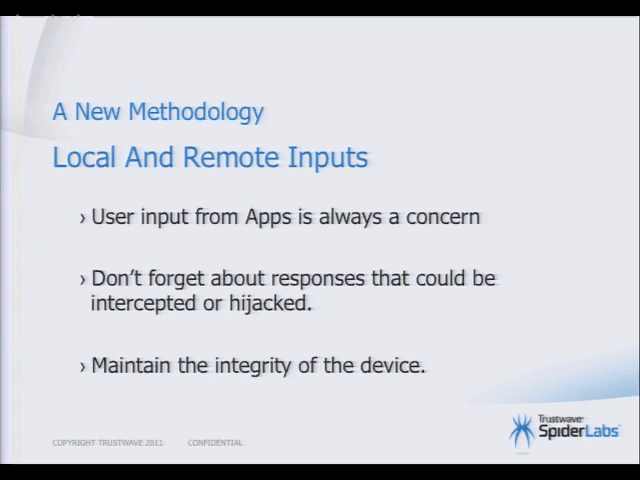 A New Methodology
Local And Remote Inputs
› User input from Apps is always a concern
› Don't forget about responses that could be
intercepted or hijacked.
› Maintain the integrity of the device.
COPYRIGHT TRUSTWAVE 2011 CONFIDENTIAL
Trustwave®
SpiderLabs